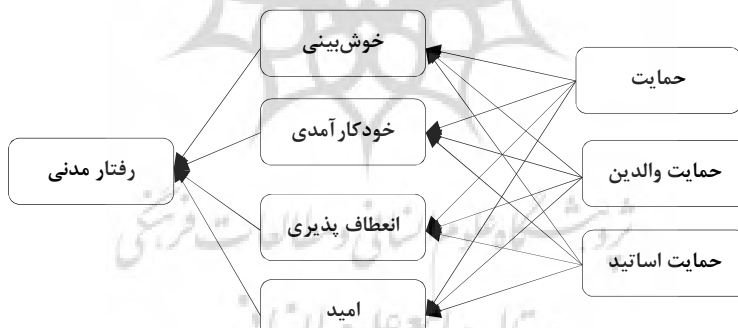 خوش‌بینی
حمایت
خودکارآمدی
رفتار مدنی
حمایت والدین
انعطاف پذیری
حمایت اساتید
امید